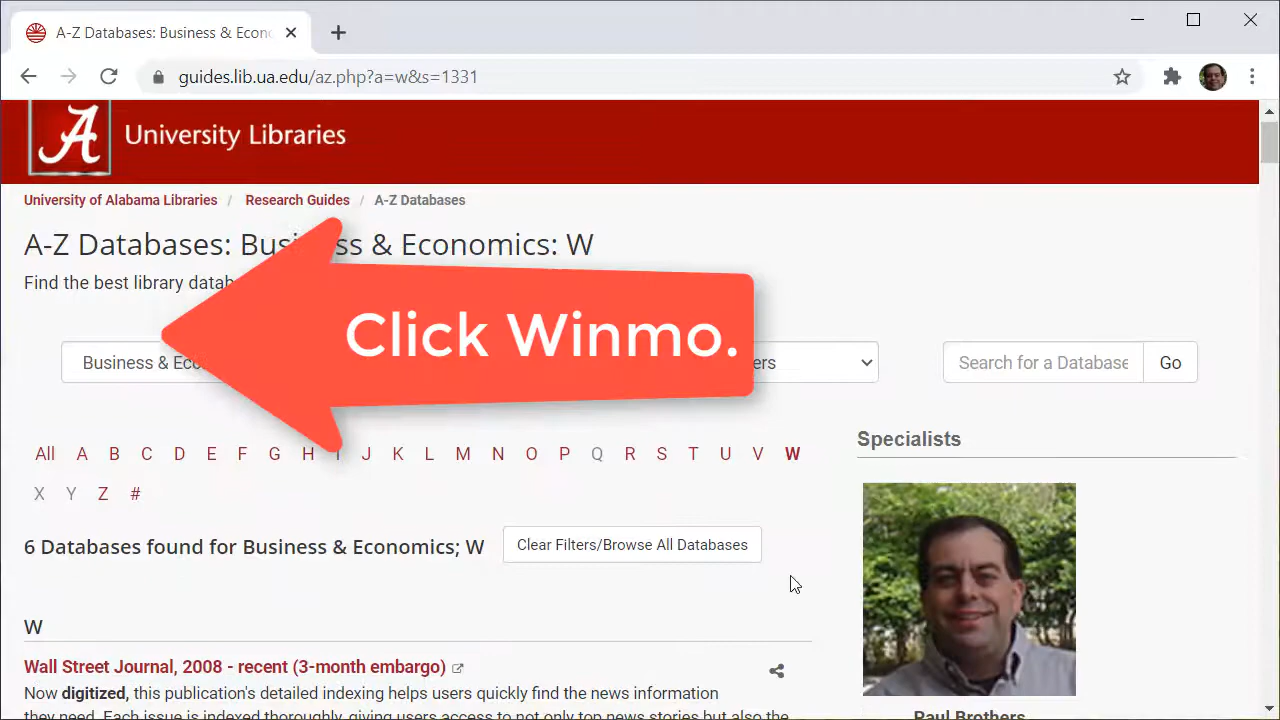 A-Z Databases: Business & Econ
guides.lib.ua.edu/az.php?a=w&s=1331
A University Libraries
University of Alabama Libraries / Research Guides / A-Z Databases
A-Z Databases: Business & Economics: W
Find the best library
Click Winmo.
Business & Eco
Search for a Database
Go
All A B C D E F G H I J K L M N O P Q R S T U V W
X Y Z #
Specialists
6 Databases found for Business & Economics; W
Clear Filters/Browse All Databases
W
Wall Street Journal, 2008 - recent (3-month embargo)
Now digitized, this publication's detailed indexing helps users quickly find the news information
they need. Each issue is indexed thoroughly, giving users access to not only top news stories but also the
Paul Brothers